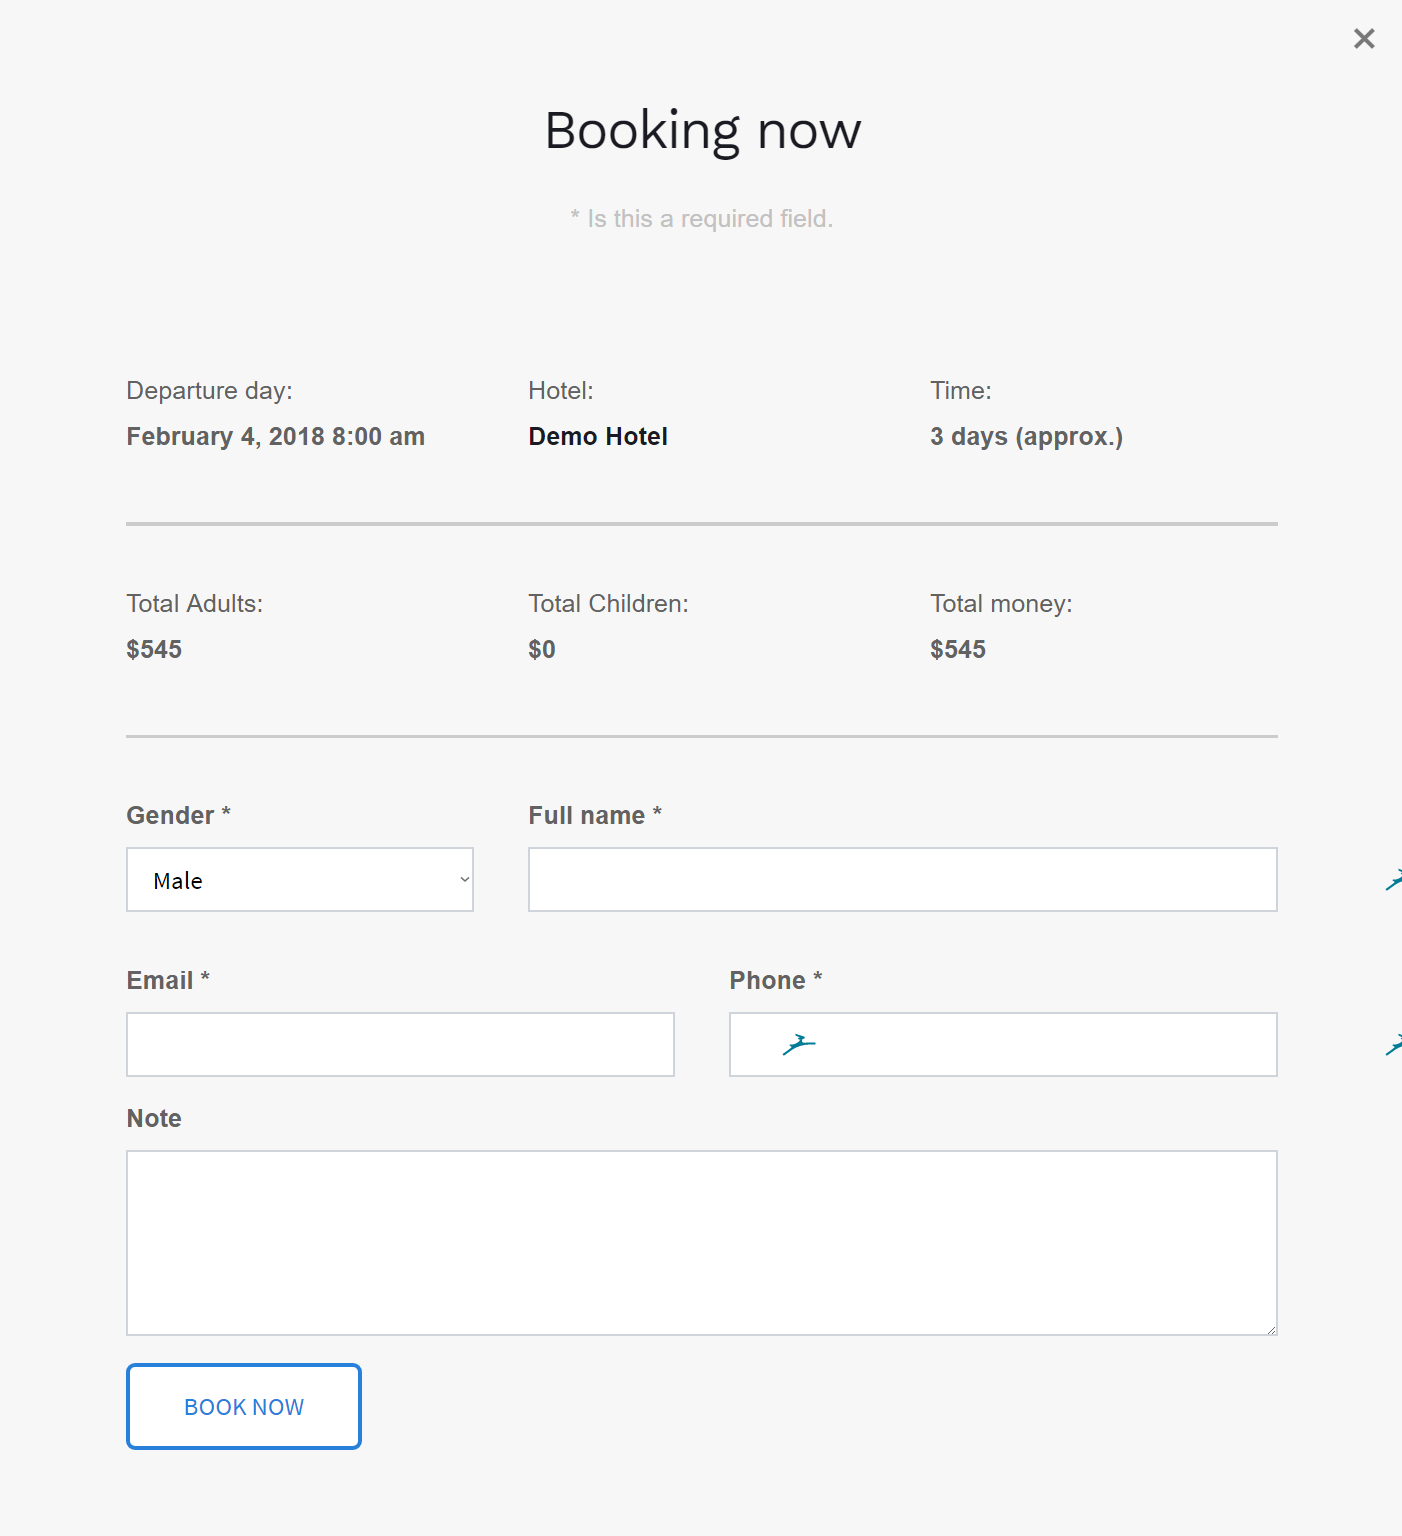 Booking now
* Is this a required field.
Departure day:
February 4, 2018 8:00 am
Hotel:
Demo Hotel
Time:
3 days (approx.)
Total Adults:
$545
Total Children:
$0
Total money:
$545
Gender *
Male
Full name *
Email *
Phone *
Note
BOOK NOW